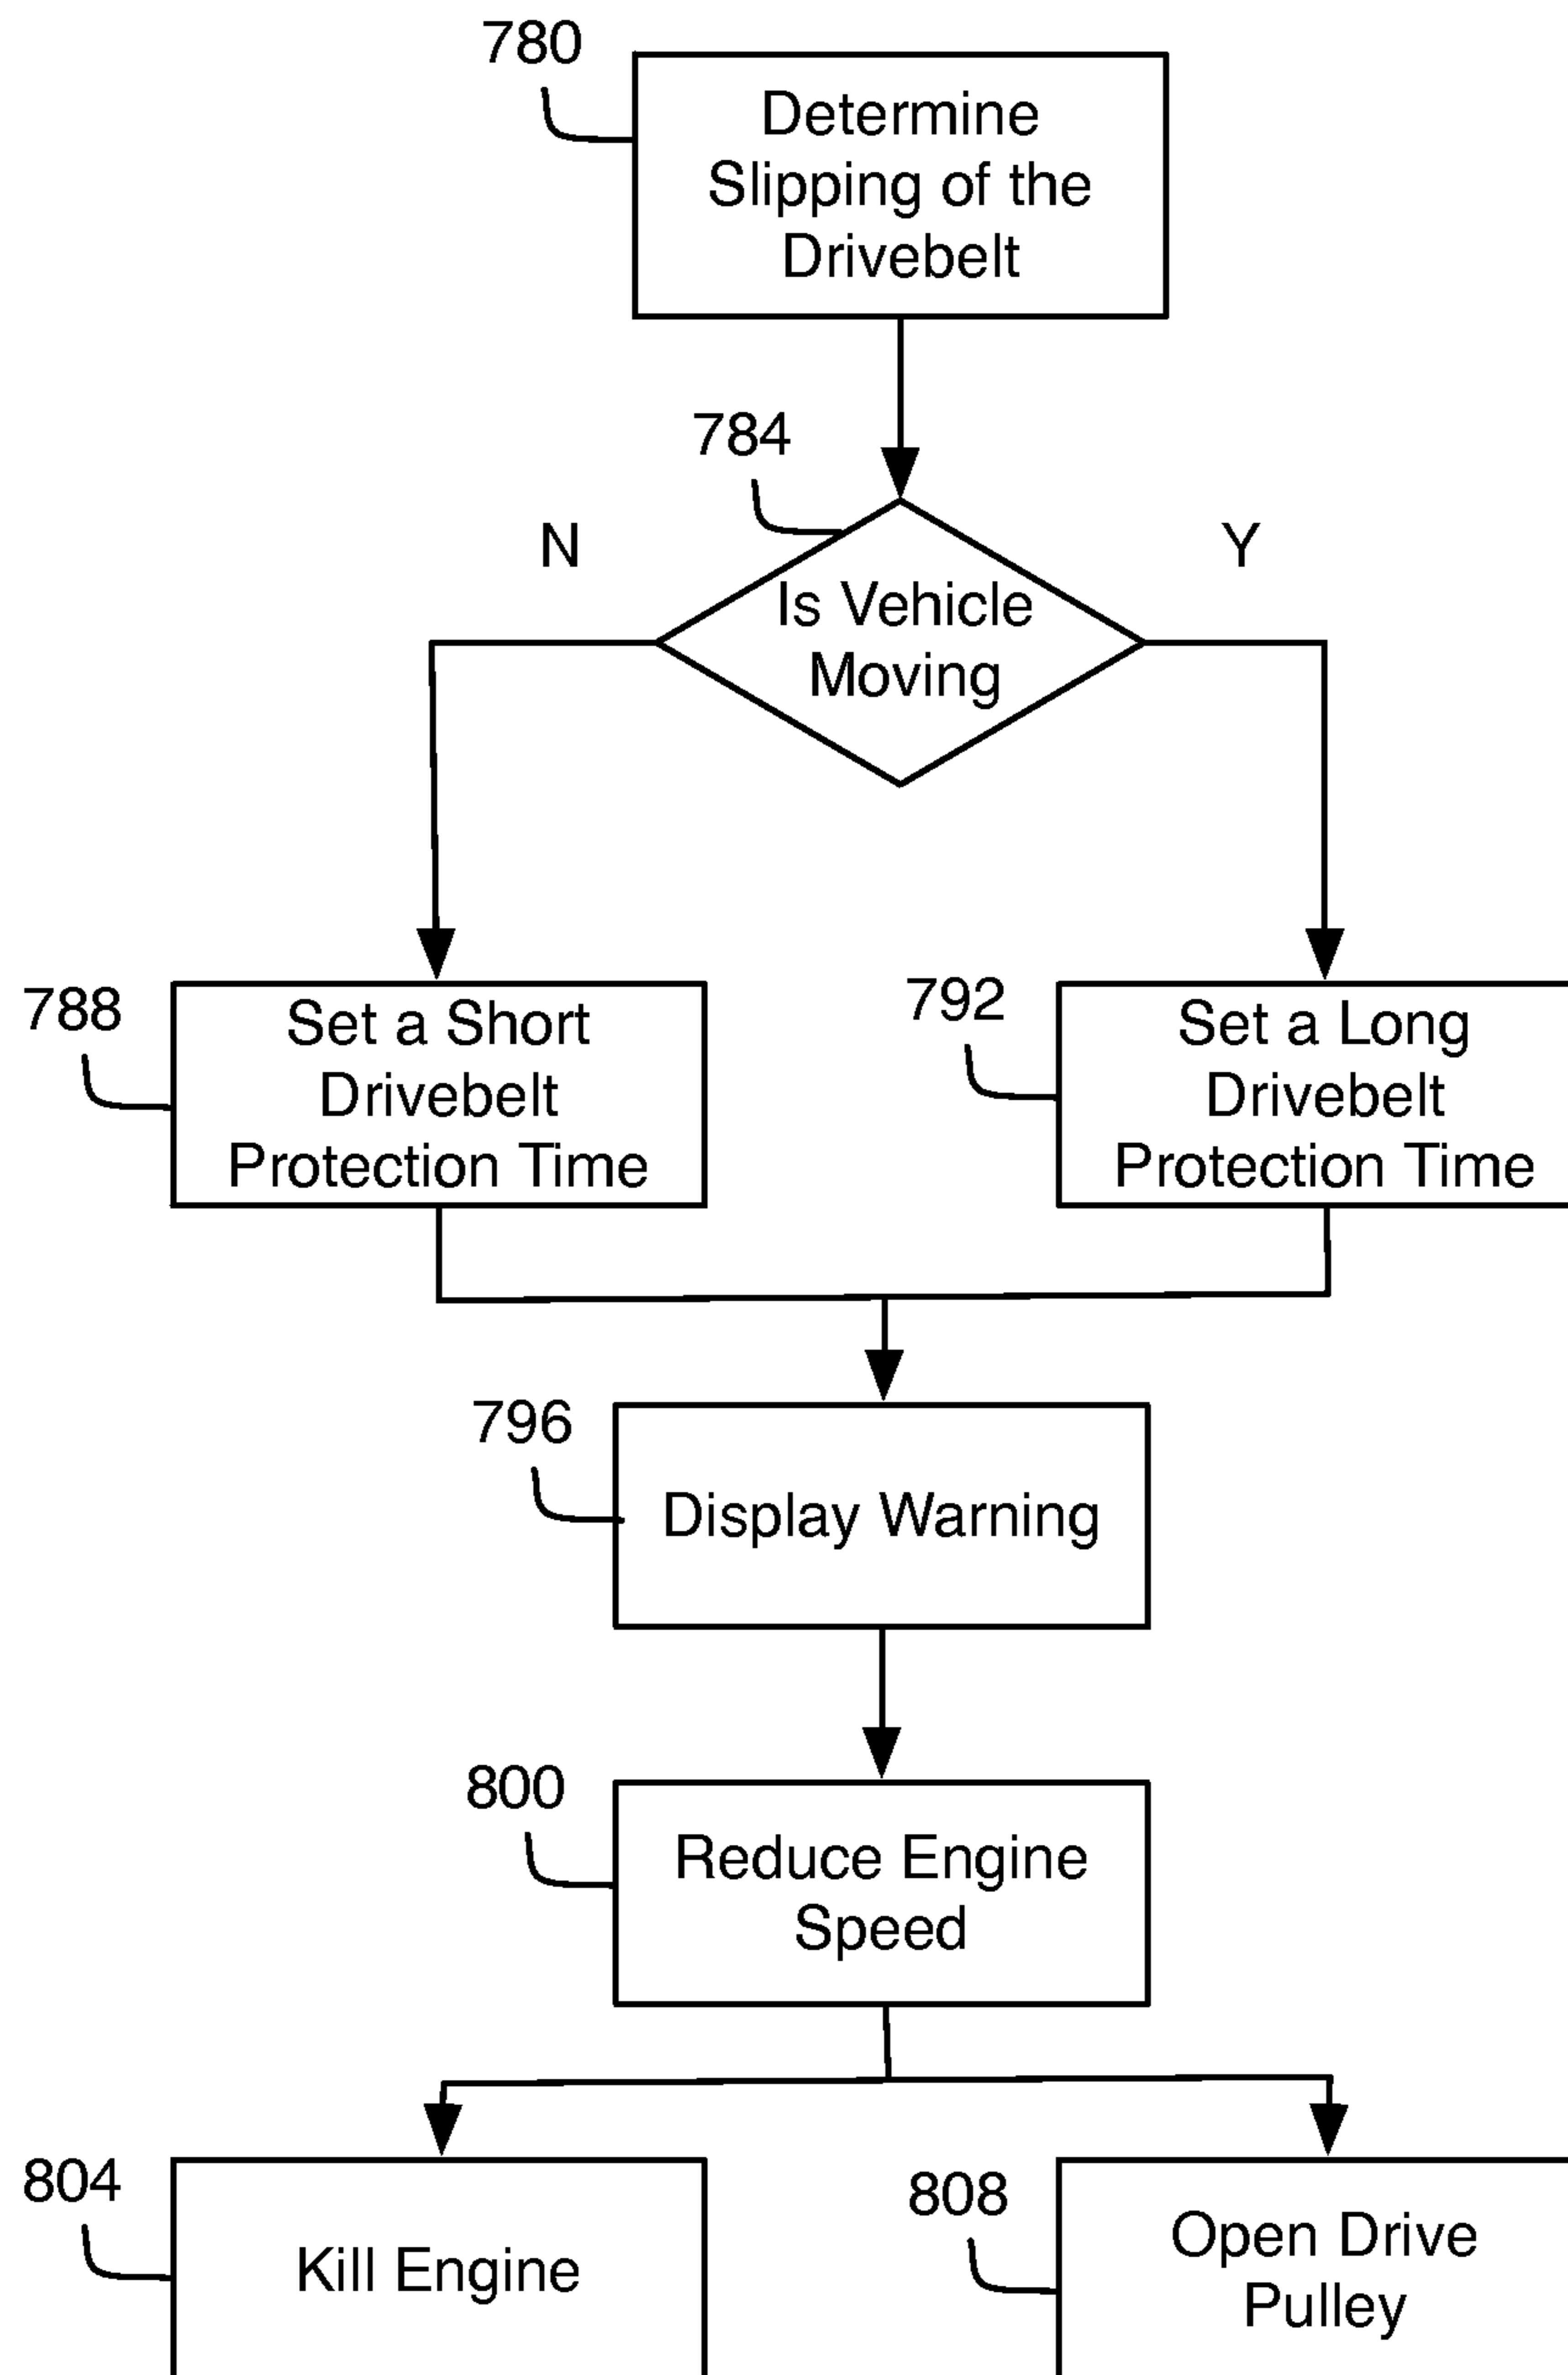 780
Determine
Slipping of the
Drivebelt
784
N
Y
Is Vehicle
Moving
788
Set a Short
Drivebelt
Protection Time
792
Set a Long
Drivebelt
Protection Time
796
Display Warning
800
Reduce Engine
Speed
804
Kill Engine
808
Open Drive
Pulley